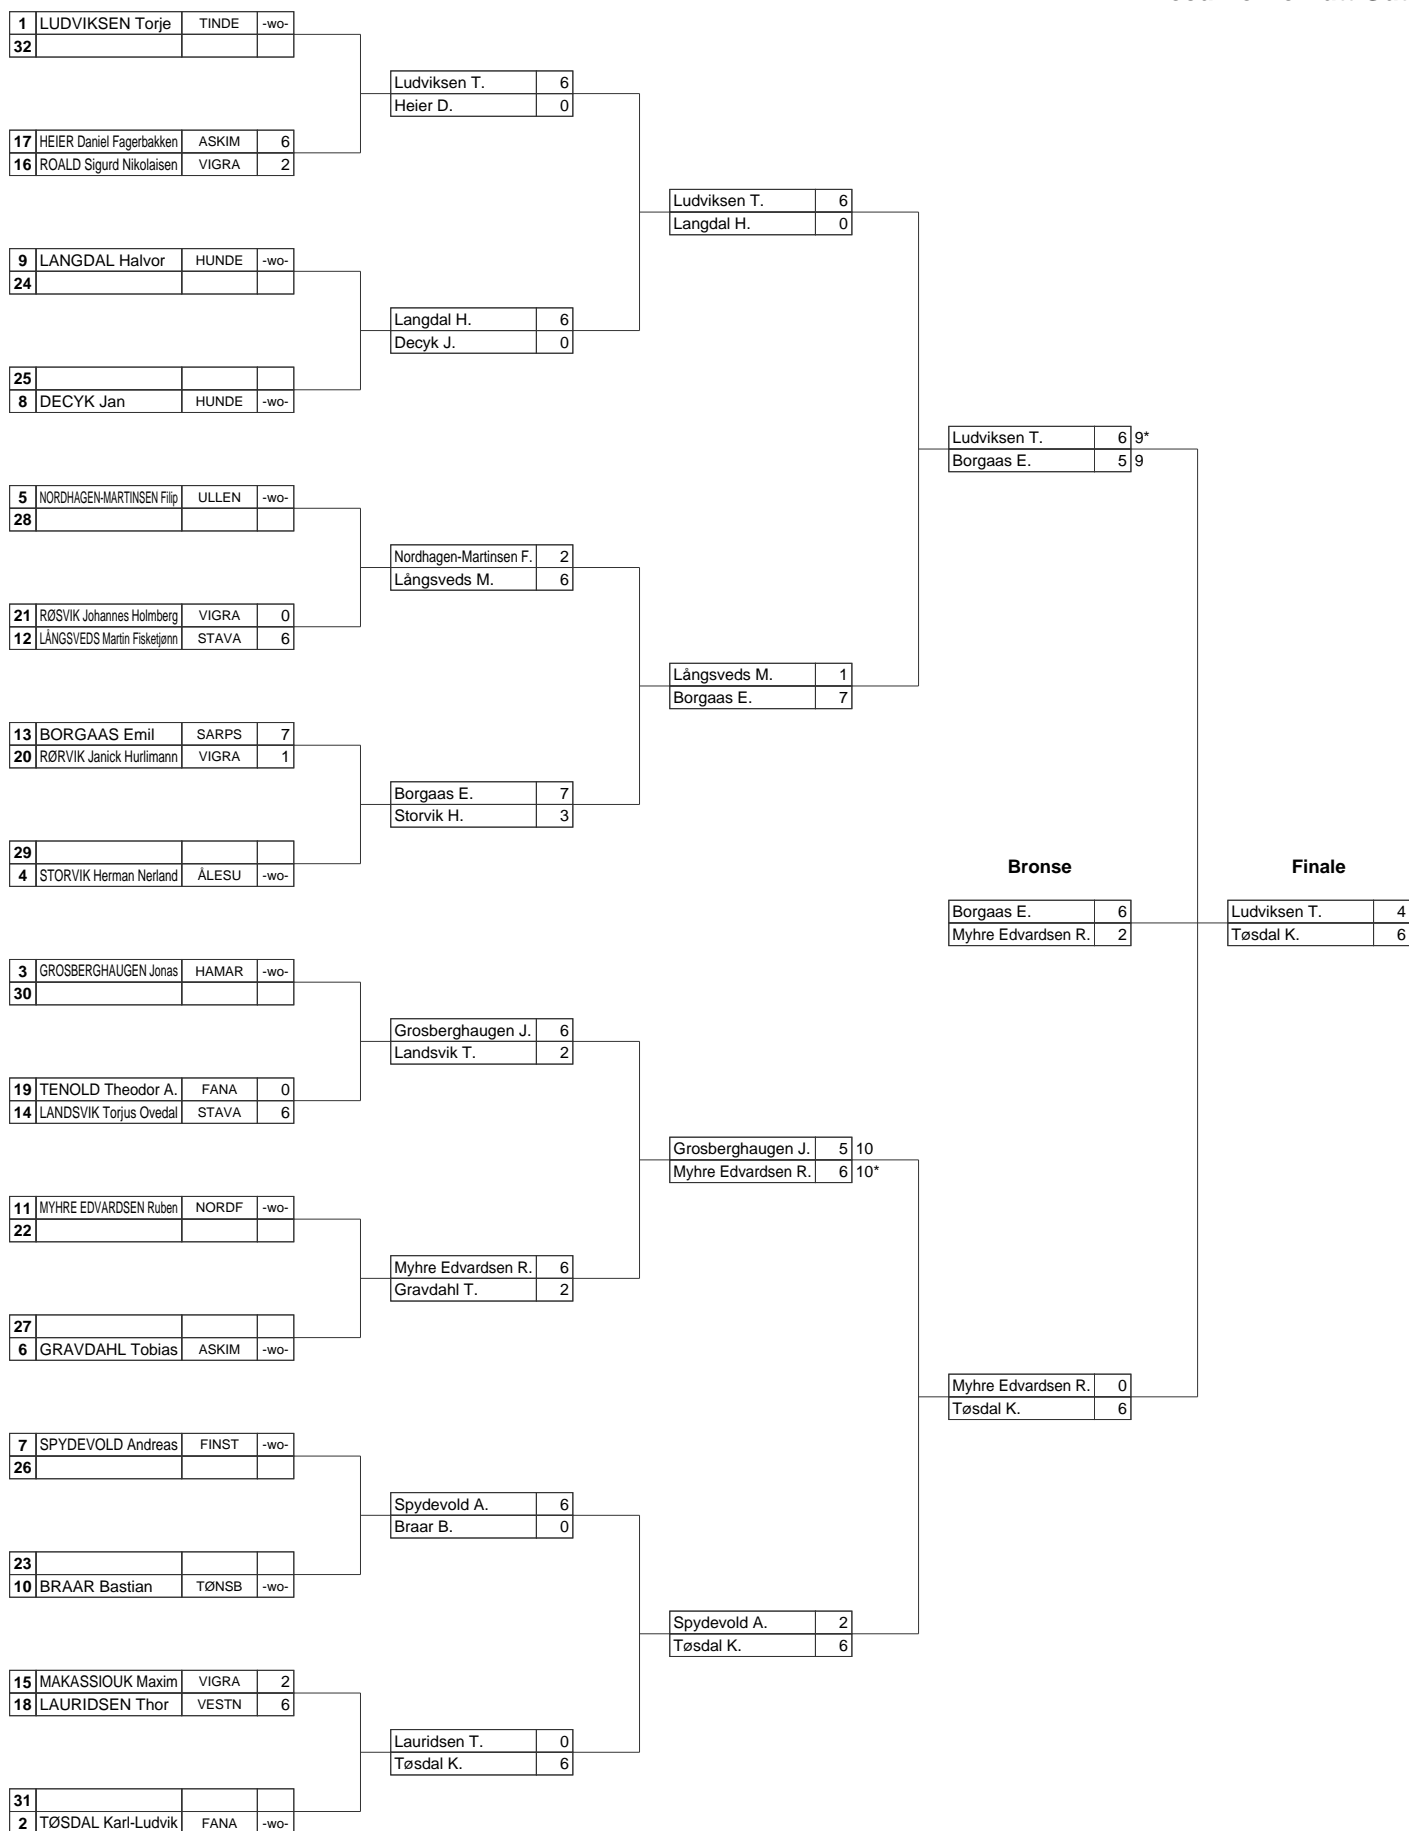 1 LUDVIKSEN Torje TINDE -wo-
32
Ludviksen T. 6
Heier D. 0
17 HEIER Daniel Fagerbakken ASKIM 6
16 ROALD Sigurd Nikolaisen VIGRA 2
Ludviksen T. 6
Langdal H. 0
9 LANGDAL Halvor HUNDE -wo-
24
Langdal H. 6
Decyk J. 0
25
8 DECYK Jan HUNDE -wo-
Ludviksen T. 6 9*
Borgaas E. 5 9
5 NORDHAGEN-MARTINSEN Filip ULLEN -wo-
28
Nordhagen-Martinsen F. 2
Långsveds M. 6
21 RØSVIK Johannes Holmberg VIGRA 0
12 LÅNGSVEDS Martin Fisketjønn STAVA 6
Långsveds M. 1
Borgaas E. 7
13 BORGAAS Emil SARPS 7
20 RØRVIK Janick Hurlimann VIGRA 1
Borgaas E. 7
Storvik H. 3
29
4 STORVIK Herman Nerland ÅLESU -wo-
Bronse Finale
Borgaas E. 6 Ludviksen T. 4
Myhre Edvardsen R. 2 Tøsdal K. 6
3 GROSBERGHAUGEN Jonas HAMAR -wo-
30
Grosberghaugen J. 6
Landsvik T. 2
19 TENOLD Theodor A. FANA 0
14 LANDSVIK Torjus Ovedal STAVA 6
Grosberghaugen J. 5 10
Myhre Edvardsen R. 6 10*
11 MYHRE EDVARDSEN Ruben NORDF -wo-
22
Myhre Edvardsen R. 6
Gravdahl T. 2
27
6 GRAVDAHL Tobias ASKIM -wo-
Myhre Edvardsen R. 0
Tøsdal K. 6
7 SPYDEVOLD Andreas FINST -wo-
26
Spydevold A. 6
Braar B. 0
23
10 BRAAR Bastian TØNSB -wo-
Spydevold A. 2
Tøsdal K. 6
15 MAKASSIOUK Maxim VIGRA 2
18 LAURIDSEN Thor VESTN 6
Lauridsen T. 0
Tøsdal K. 6
31
2 TØSDAL Karl-Ludvik FANA -wo-